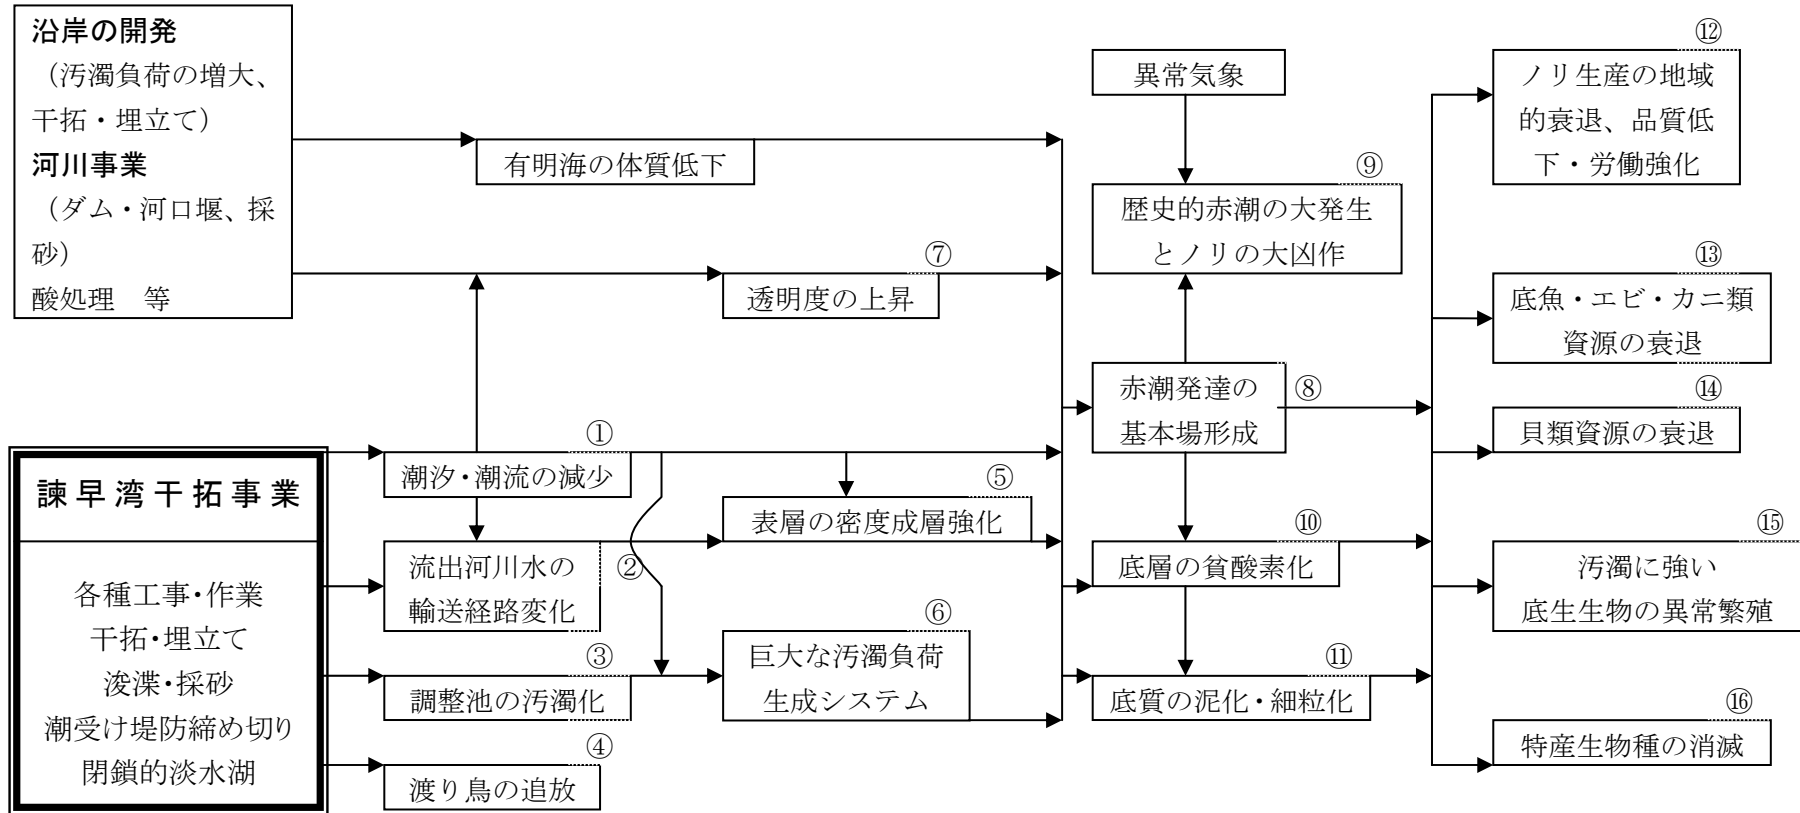 沿岸の開発
（汚濁負荷の増大、
干拓・埋立て）
河川事業
（ダム・河口堰、採
砂）
酸処理　等
有明海の体質低下
⑦
透明度の上昇
諫早湾干拓事業
各種工事・作業
干拓・埋立て
浚渫・採砂
潮受け堤防締め切り
閉鎖的淡水湖
①
潮汐・潮流の減少
②
流出河川水の
輸送経路変化
③
調整池の汚濁化
④
渡り鳥の追放
⑤
表層の密度成層強化
⑥
巨大な汚濁負荷
生成システム
異常気象
⑨
歴史的赤潮の大発生
とノリの大凶作
⑧
赤潮発達の
基本場形成
⑩
底層の貧酸素化
⑪
底質の泥化・細粒化
⑫
ノリ生産の地域
的衰退、品質低
下・労働強化
⑬
底魚・エビ・カニ類
資源の衰退
⑭
貝類資源の衰退
⑮
汚濁に強い
底生生物の異常繁殖
⑯
特産生物種の消滅